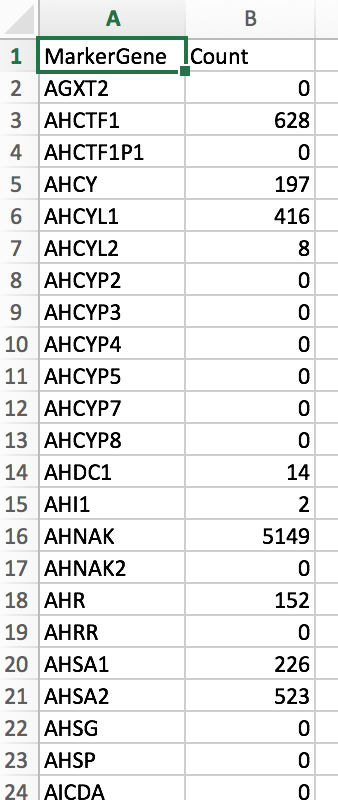 A B
1 MarkerGene Count
2 AGXT2 0
3 AHCTF1 628
4 AHCTF1P1 0
5 AHCY 197
6 AHCYL1 416
7 AHCYL2 8
8 AHCYP2 0
9 AHCYP3 0
10 AHCYP4 0
11 AHCYP5 0
12 AHCYP7 0
13 AHCYP8 0
14 AHDC1 14
15 AHI1 2
16 AHNAK 5149
17 AHNAK2 0
18 AHR 152
19 AHRR 0
20 AHSA1 226
21 AHSA2 523
22 AHSG 0
23 AHSP 0
24 AICDA 0